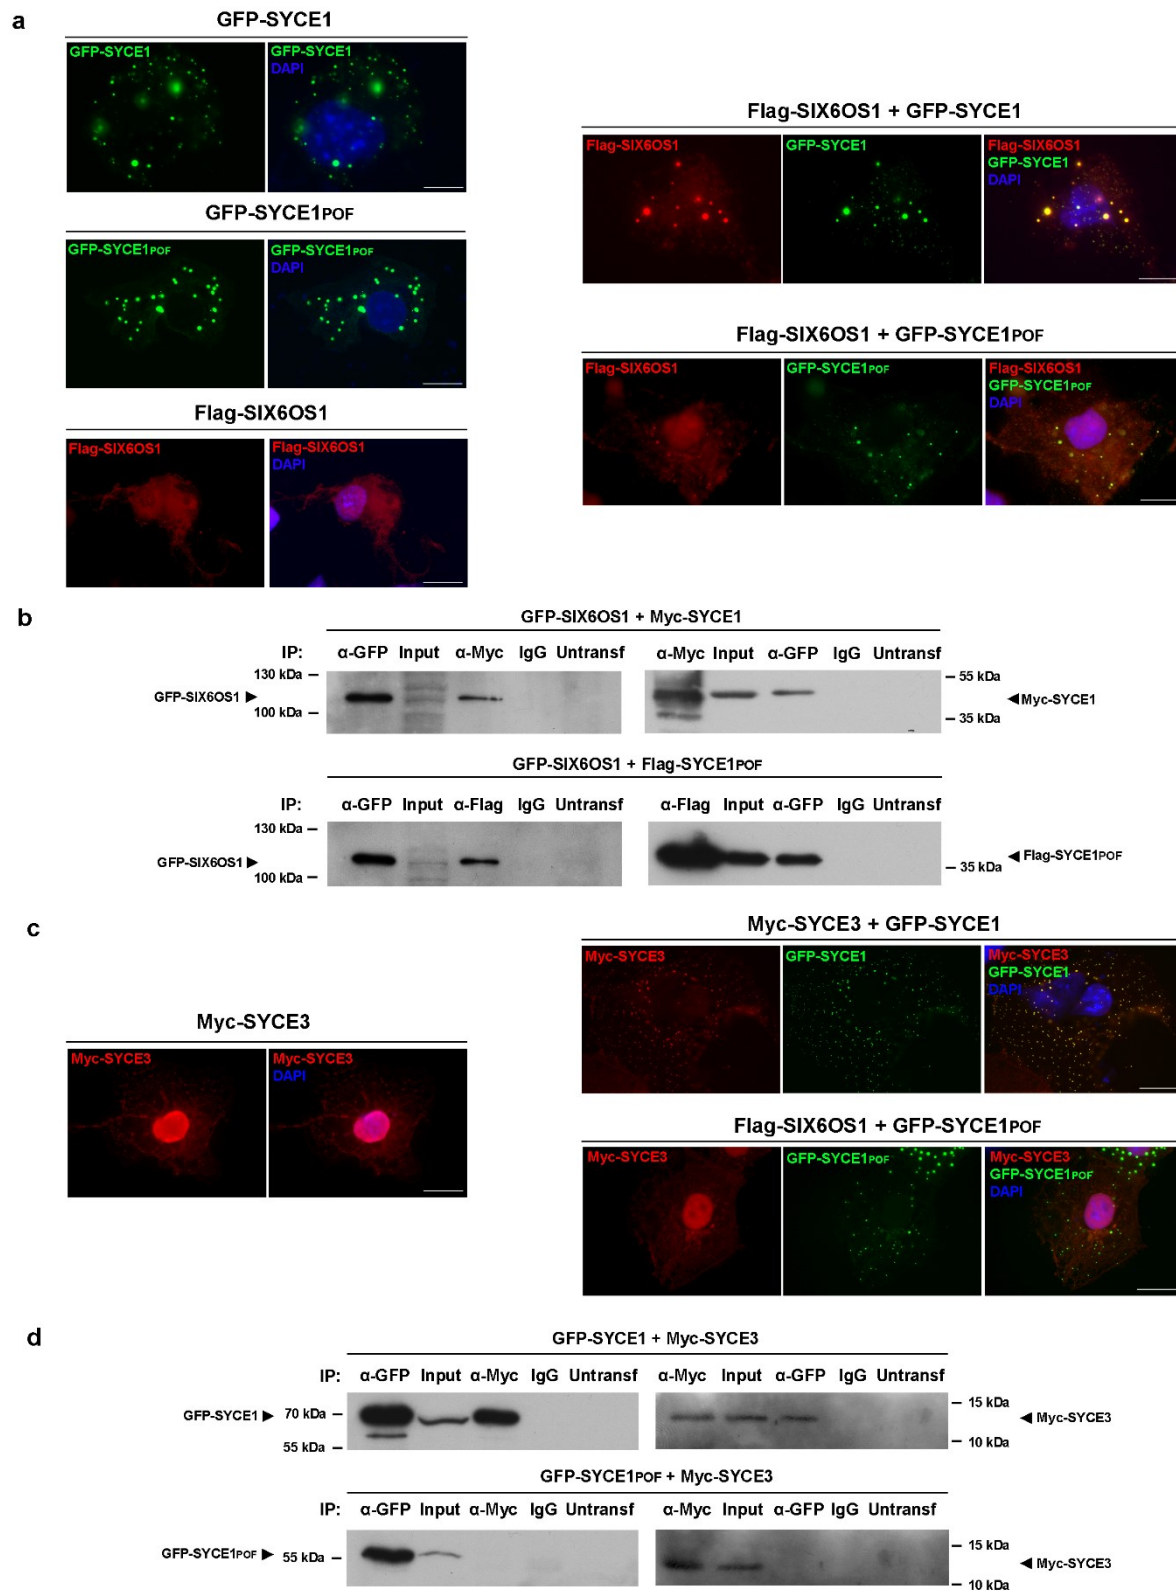 a
GFP-SYCE1
GFP-SYCE1
GFP-SYCE1
DAPI
GFP-SYCE1POF
GFP-SYCE1POF
GFP-SYCE1POF
DAPI
Flag-SIX6OS1
Flag-SIX6OS1
Flag-SIX6OS1
DAPI
Flag-SIX6OS1 + GFP-SYCE1
Flag-SIX6OS1
GFP-SYCE1
Flag-SIX6OS1
GFP-SYCE1
DAPI
Flag-SIX6OS1 + GFP-SYCE1POF
Flag-SIX6OS1
GFP-SYCE1POF
Flag-SIX6OS1
GFP-SYCE1POF
DAPI
b
GFP-SIX6OS1 + Myc-SYCE1
IP: α-GFP Input α-Myc IgG Untransf α-Myc Input α-GFP IgG Untransf
130 kDa
GFP-SIX6OS1
100 kDa
55 kDa
Myc-SYCE1
35 kDa
GFP-SIX6OS1 + Flag-SYCE1POF
IP: α-GFP Input α-Flag IgG Untransf α-Flag Input α-GFP IgG Untransf
130 kDa
GFP-SIX6OS1
100 kDa
Flag-SYCE1POF
35 kDa
c
Myc-SYCE3
Myc-SYCE3
Myc-SYCE3
DAPI
Myc-SYCE3 + GFP-SYCE1
Myc-SYCE3
GFP-SYCE1
Myc-SYCE3
GFP-SYCE1
DAPI
Flag-SIX6OS1 + GFP-SYCE1POF
Myc-SYCE3
GFP-SYCE1POF
Myc-SYCE3
GFP-SYCE1POF
DAPI
d
GFP-SYCE1 + Myc-SYCE3
IP: α-GFP Input α-Myc IgG Untransf α-Myc Input α-GFP IgG Untransf
GFP-SYCE1
70 kDa
55 kDa
15 kDa
Myc-SYCE3
10 kDa
GFP-SYCE1POF + Myc-SYCE3
IP: α-GFP Input α-Myc IgG Untransf α-Myc Input α-GFP IgG Untransf
GFP-SYCE1POF
55 kDa
15 kDa
Myc-SYCE3
10 kDa